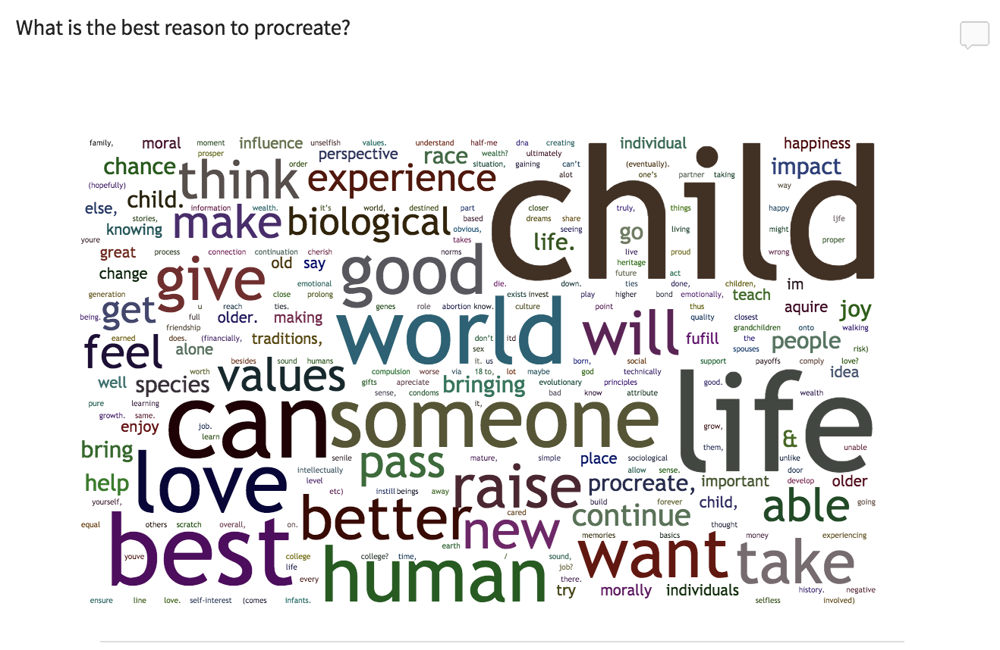 What is the best reason to procreate?
family, moral moment influence unselfish values. understand half-me dna creating individual happiness
prosper perspective race wealth? ultimately
chance think order experience situation, gaining can't child (eventually). impact
alot one's partner taking
(hopefully) way
child.
else, information wealth. it's world, destined part closer truly, things happy
stories, make biological based dreams share life
knowing obvious, seeing go living might
youre takes life. proper
great process connection continuation cherish good norms live proud wrong
change give old say heritage
future act
emotional die. down. ties done, children, im
generation close prolong exists invest play higher bond emotionally, teach
get u reach ties. genes role abortion know. culture point thus aquire joy
being. full older. making world will quality closest
friendship grandchildren onto walking
feel earned does. (financially, traditions, don't itd fufill the people
alone sex spouses risk)
besides sound humans it. us born, social support payoffs comply love?
worth values compulsion worse via 18 to, lot maybe god technically idea
well species gifts apreciate bringing evolutionary principles good. life
sense, condoms bad know attribute wealth
pure learning can someone it,
growth. same.
enjoy job. grow,
learn &
bring them, unable
senile pass mature, simple place sociological unlike
love intellectually allow sense. door
help level raise procreate, important develop older
etc) instill beings away
yourself, cared build forever child, able going
better continue
equal others scratch overall, on. new thought
best memories basics want money experiencing
earth take
youve college human college? time, / sound,
life job?
every there.
try morally individuals history. negative
ensure line love. self-interest (comes infants. selfless involved)